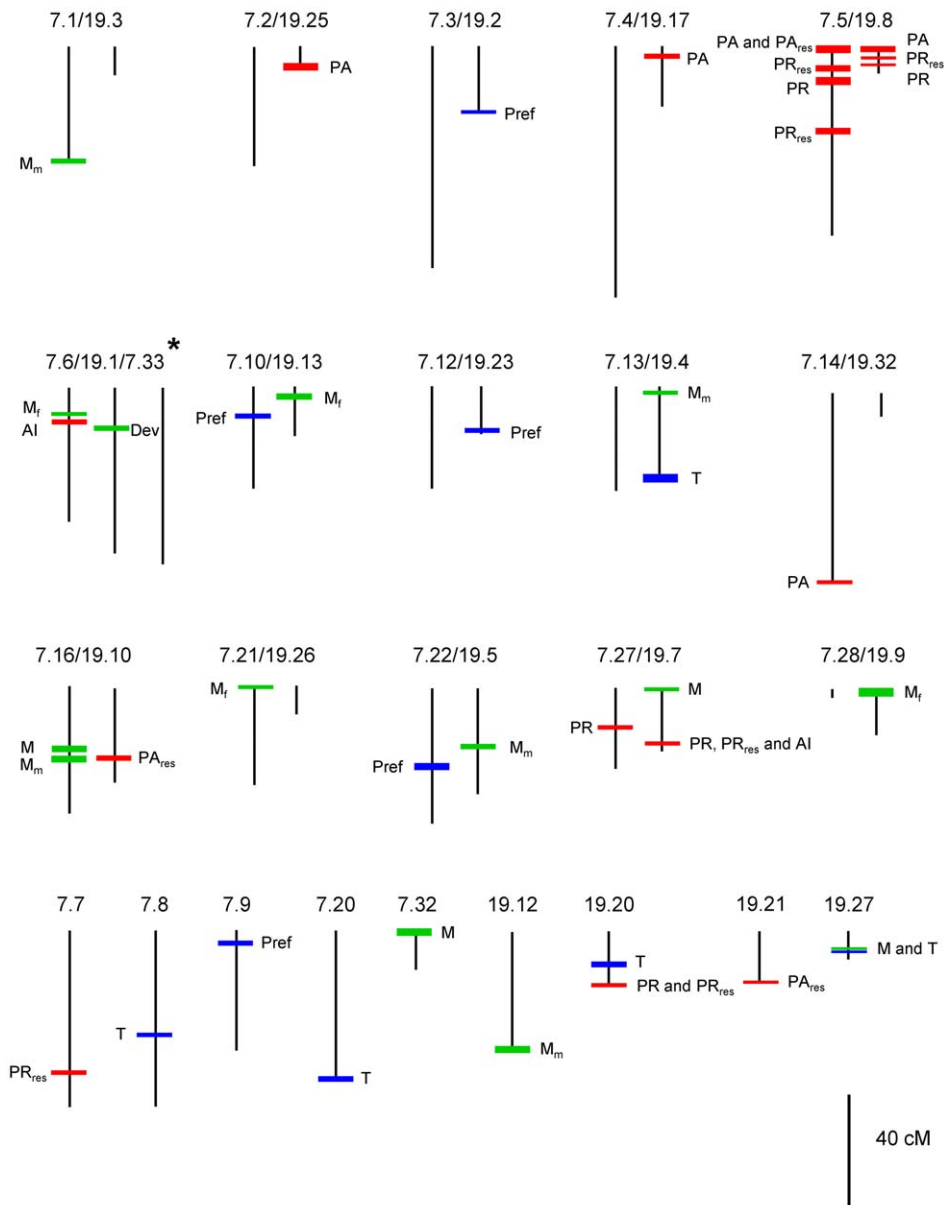 7.1/19.3 7.2/19.25 7.3/19.2 7.4/19.17 7.5/19.8
PA and PAres PA
PRres PRres
PA PA
PR PR
Pref
PRres
Mm
7.6/19.1/7.33 * 7.10/19.13 7.12/19.23 7.13/19.4 7.14/19.32
Mf Mf Mm
Pref
AI Dev Pref
T
PA
7.16/19.10 7.21/19.26 7.22/19.5 7.27/19.7 7.28/19.9
Mf M Mf
PR
M PR, PRres and AI
Mm PAres Mm
Pref
7.7 7.8 7.9 7.20 7.32 19.12 19.20 19.21 19.27
Pref M M and T
T
T PR and PRres PAres
Mm
PRres T
40 cM